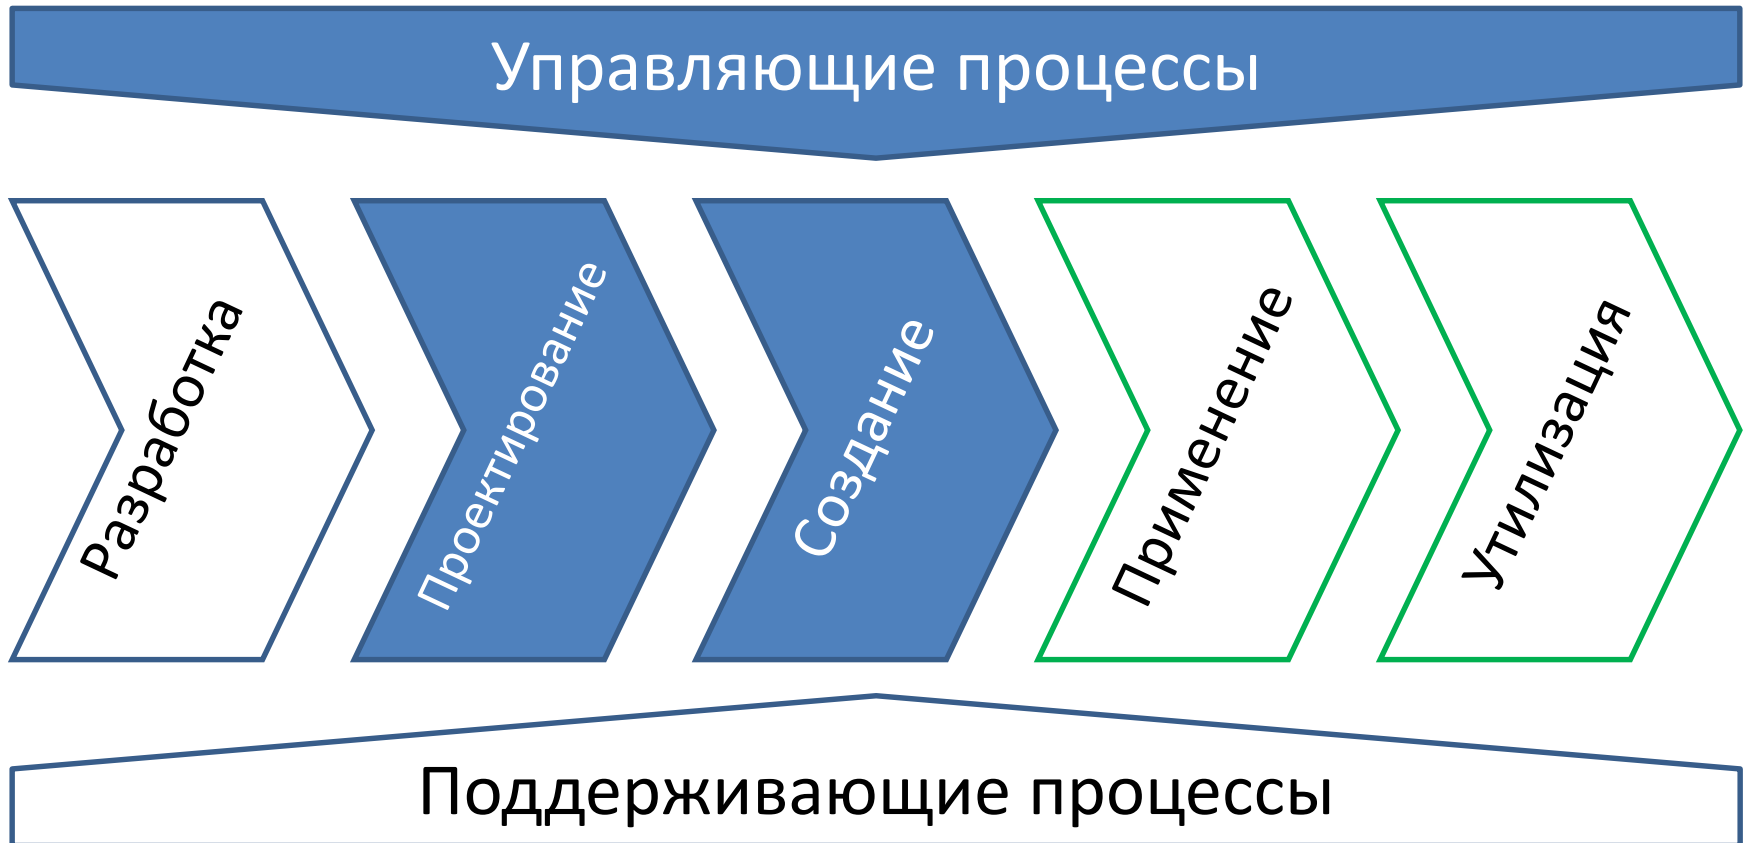 Управляющие процессы
Разработка
Проектирование
Создание
Применение
Утилизация
Поддерживающие процессы